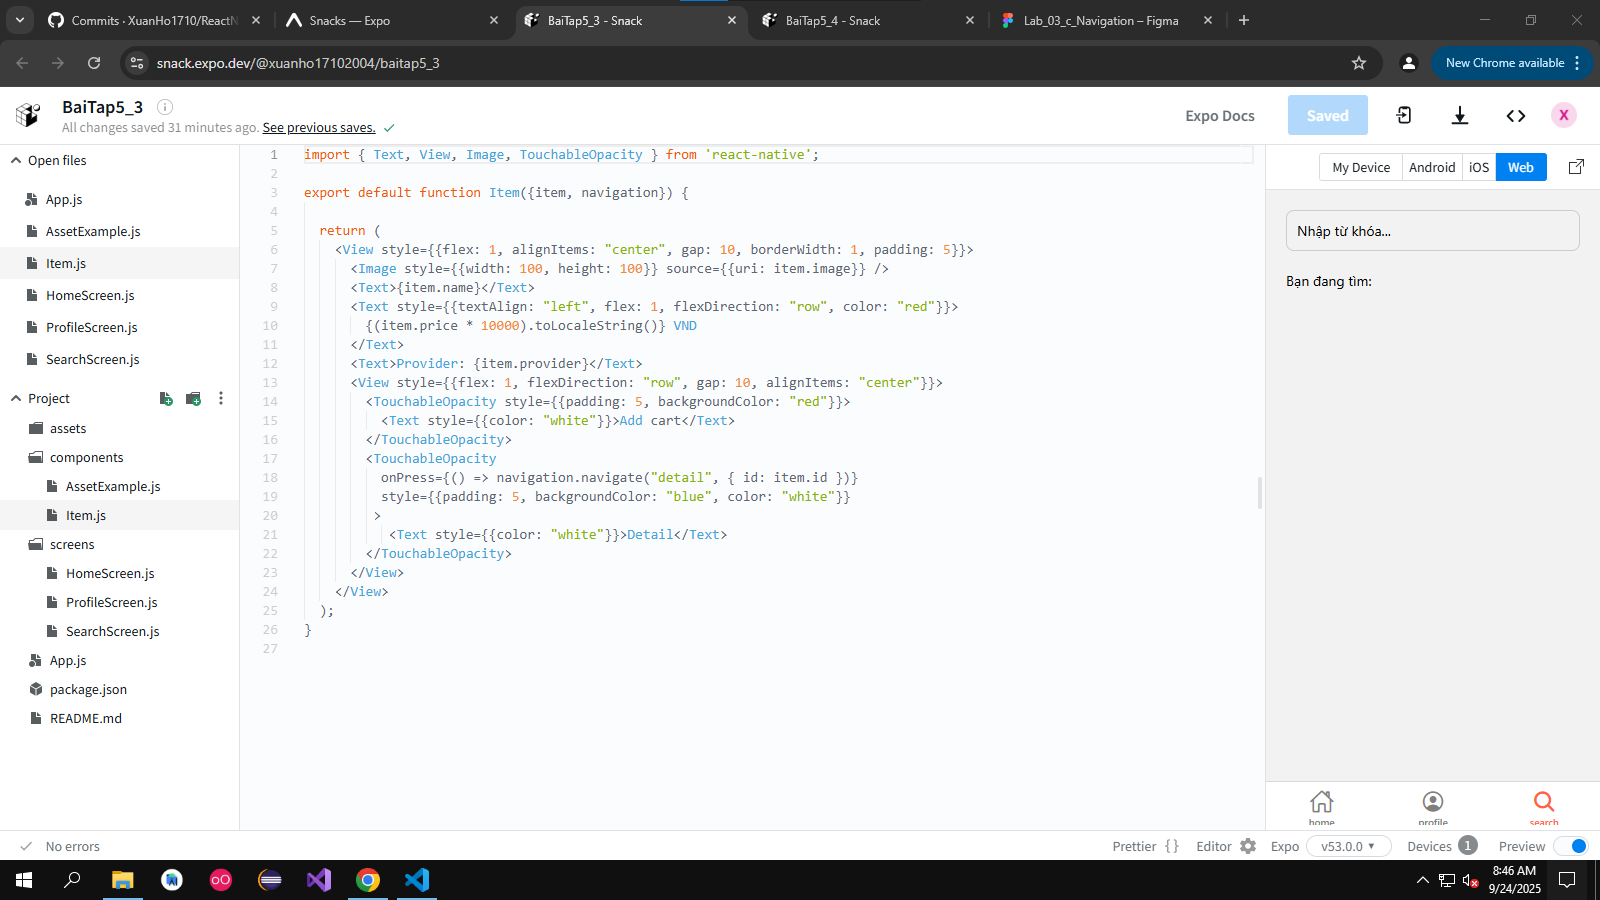 Commits · XuanHo1710/ReactN
Snacks — Expo
BaiTap5_3 - Snack
BaiTap5_4 - Snack
Lab_03_c_Navigation – Figma
snack.expo.dev/@xuanho17102004/baitap5_3
New Chrome available
BaiTap5_3
All changes saved 31 minutes ago. See previous saves.
Expo Docs
Saved
X
Open files
App.js
AssetExample.js
Item.js
HomeScreen.js
ProfileScreen.js
SearchScreen.js
Project
assets
components
AssetExample.js
Item.js
screens
HomeScreen.js
ProfileScreen.js
SearchScreen.js
App.js
package.json
README.md
1 import { Text, View, Image, TouchableOpacity } from 'react-native';
2
3 export default function Item({item, navigation}) {
4
5 return (
6 <View style={{flex: 1, alignItems: "center", gap: 10, borderWidth: 1, padding: 5}}>
7 <Image style={{width: 100, height: 100}} source={{uri: item.image}} />
8 <Text>{item.name}</Text>
9 <Text style={{textAlign: "left", flex: 1, flexDirection: "row", color: "red"}}>
10 {(item.price * 10000).toLocaleString()} VND
11 </Text>
12 <Text>Provider: {item.provider}</Text>
13 <View style={{flex: 1, flexDirection: "row", gap: 10, alignItems: "center"}}>
14 <TouchableOpacity style={{padding: 5, backgroundColor: "red"}}>
15 <Text style={{color: "white"}}>Add cart</Text>
16 </TouchableOpacity>
17 <TouchableOpacity
18 onPress={() => navigation.navigate("detail", { id: item.id })}
19 style={{padding: 5, backgroundColor: "blue", color: "white"}}
20 >
21 <Text style={{color: "white"}}>Detail</Text>
22 </TouchableOpacity>
23 </View>
24 </View>
25 );
26 }
27
My Device
Android
iOS
Web
Nhập từ khóa...
Bạn đang tìm:
home
profile
search
No errors
Prettier { }
Editor
Expo
v53.0.0
Devices 1
Preview
8:46 AM
9/24/2025